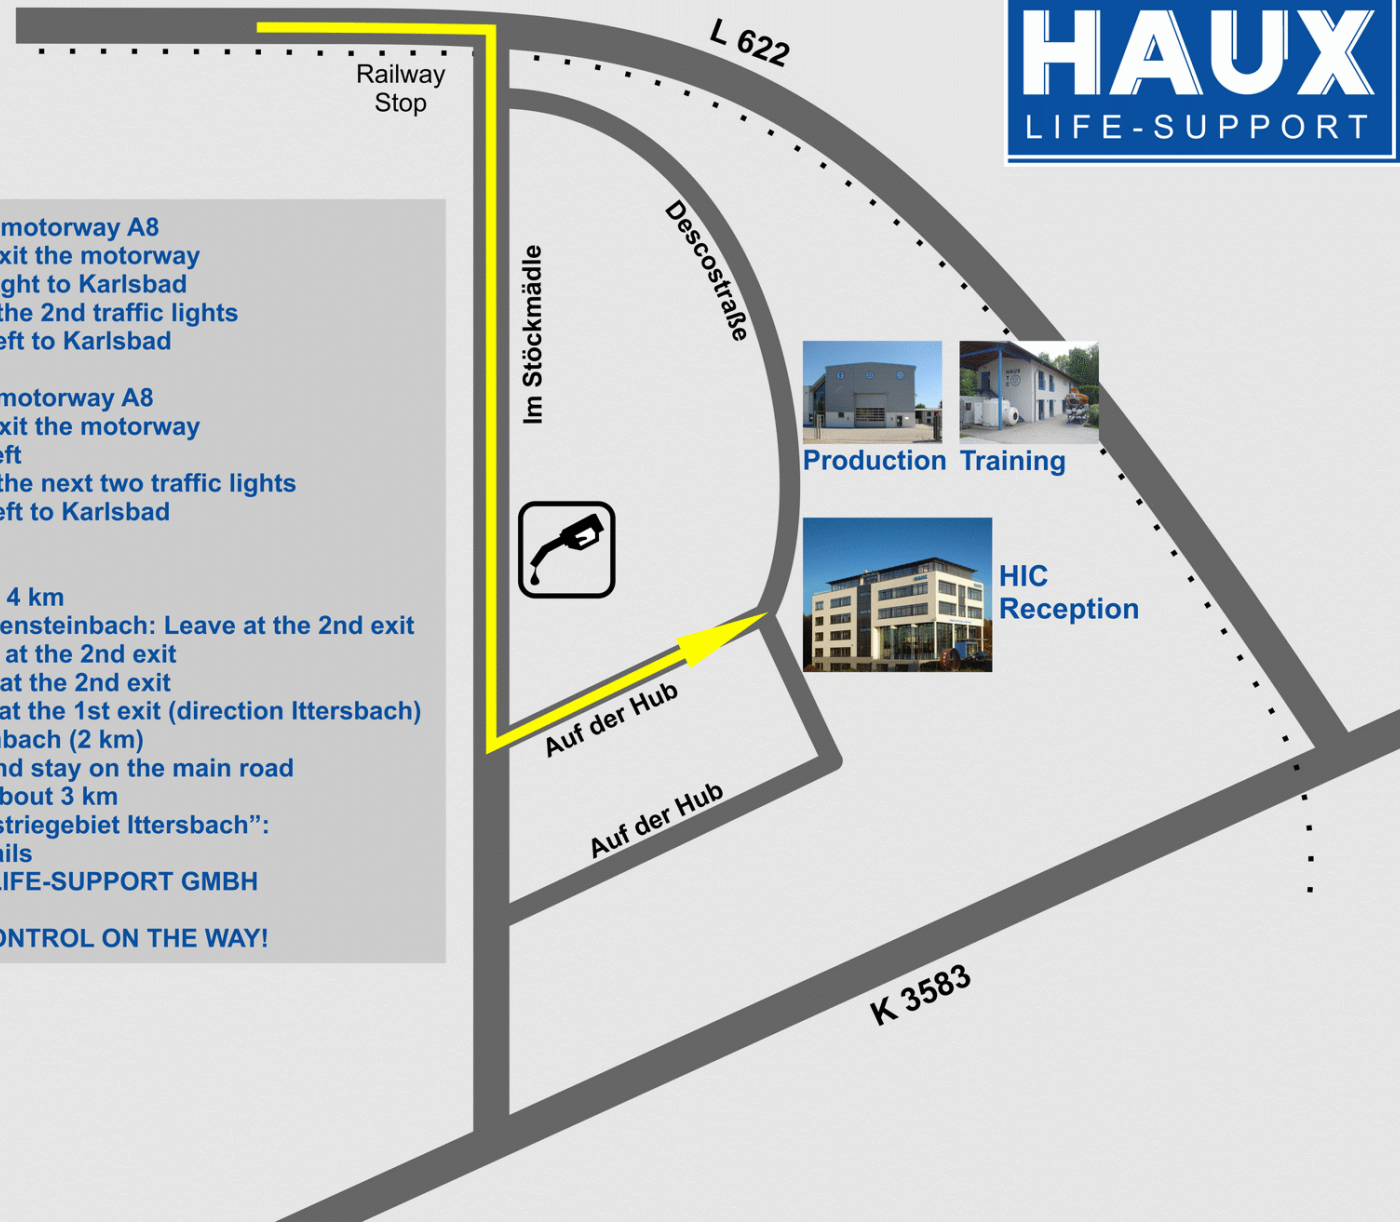 HAUX
LIFE-SUPPORT
L 622
Railway
Stop
Descostraße
Im Stöckmädle
motorway A8
xit the motorway
ght to Karlsbad
the 2nd traffic lights
eft to Karlsbad
motorway A8
xit the motorway
eft
the next two traffic lights
eft to Karlsbad
4 km
ensteinbach: Leave at the 2nd exit
at the 2nd exit
at the 2nd exit
at the 1st exit (direction Ittersbach)
nbach (2 km)
nd stay on the main road
bout 3 km
striegebiet Ittersbach”:
ails
LIFE-SUPPORT GMBH
ONTROL ON THE WAY!
Production
Training
HIC
Reception
Auf der Hub
Auf der Hub
K 3583